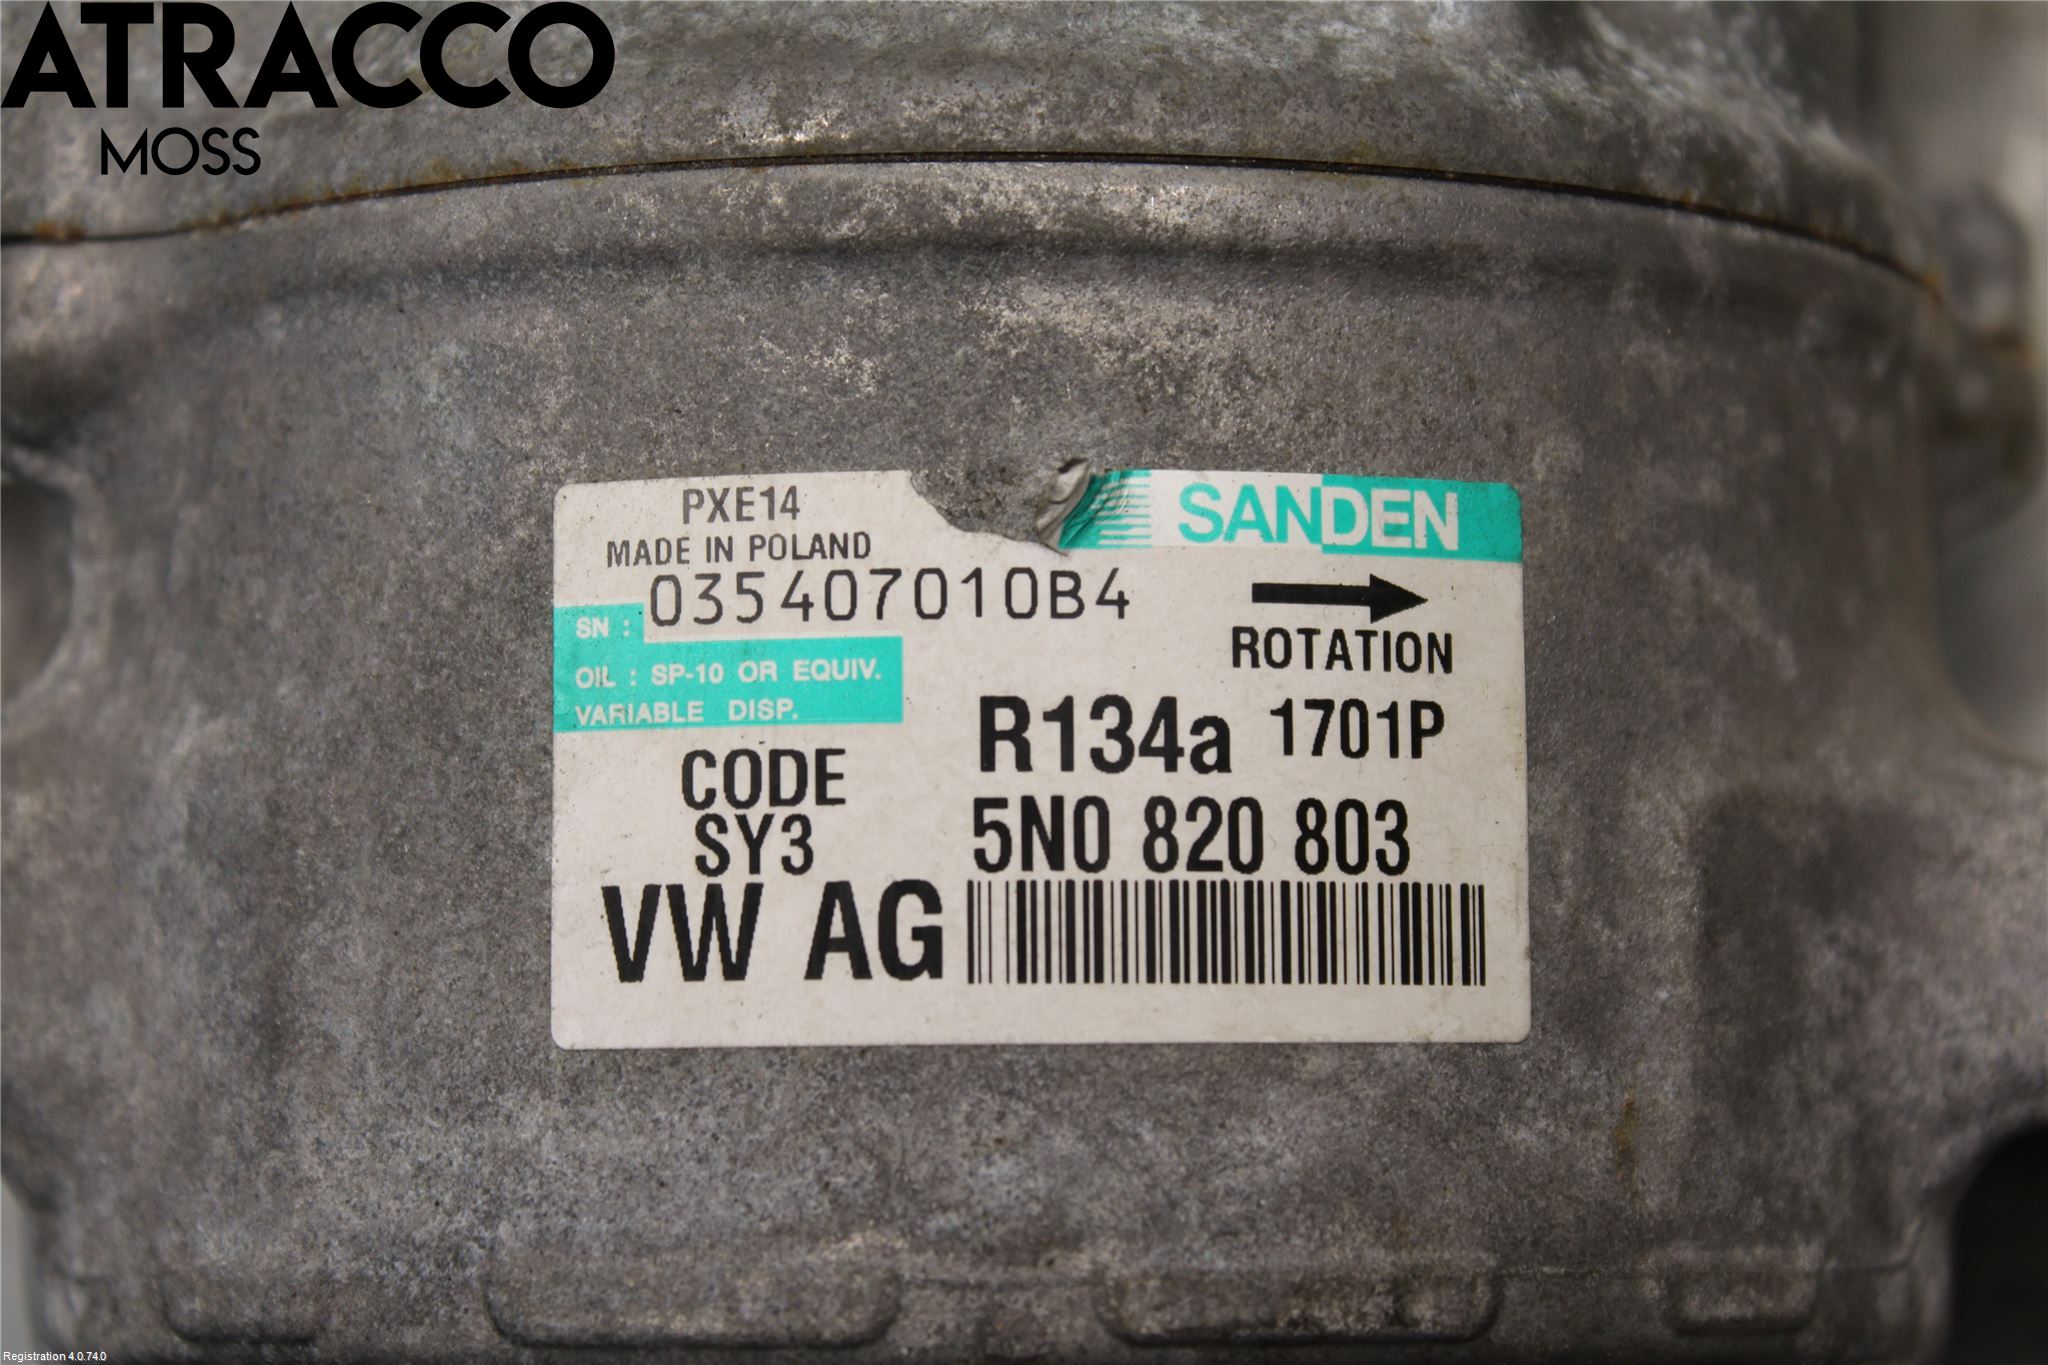 ATRACCO
MOSS
PXE14
MADE IN POLAND
SANDEN
SN : 035407010B4
ROTATION
OIL : SP-10 OR EQUIV.
VARIABLE DISP.
R134a 1701P
CODE
SY3
5N0 820 803
VW AG
Registration 4.0.74.0